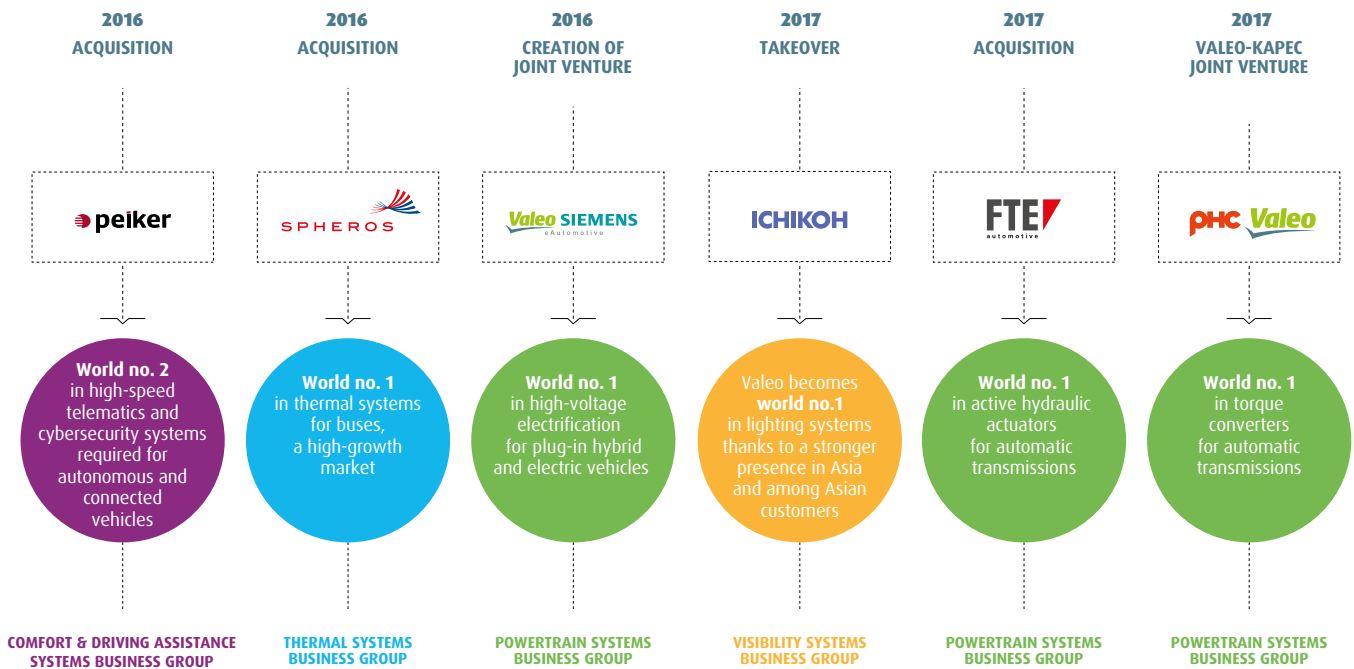 2016
ACQUISITION
peiker
World no. 2
in high-speed
telematics and
cybersecurity systems
required for
autonomous and
connected
vehicles
COMFORT & DRIVING ASSISTANCE
SYSTEMS BUSINESS GROUP
2016
ACQUISITION
SPHEROS
World no. 1
in thermal systems
for buses,
a high-growth
market
THERMAL SYSTEMS
BUSINESS GROUP
2016
CREATION OF
JOINT VENTURE
Valeo SIEMENS
eAutomotive
World no. 1
in high-voltage
electrification
for plug-in hybrid
and electric vehicles
POWERTRAIN SYSTEMS
BUSINESS GROUP
2017
TAKEOVER
ICHIKOH
Valeo becomes
world no.1
in lighting systems
thanks to a stronger
presence in Asia
and among Asian
customers
VISIBILITY SYSTEMS
BUSINESS GROUP
2017
ACQUISITION
FTE
automotive
World no. 1
in active hydraulic
actuators
for automatic
transmissions
POWERTRAIN SYSTEMS
BUSINESS GROUP
2017
VALEO-KAPEC
JOINT VENTURE
PHC Valeo
World no. 1
in torque
converters
for automatic
transmissions
POWERTRAIN SYSTEMS
BUSINESS GROUP